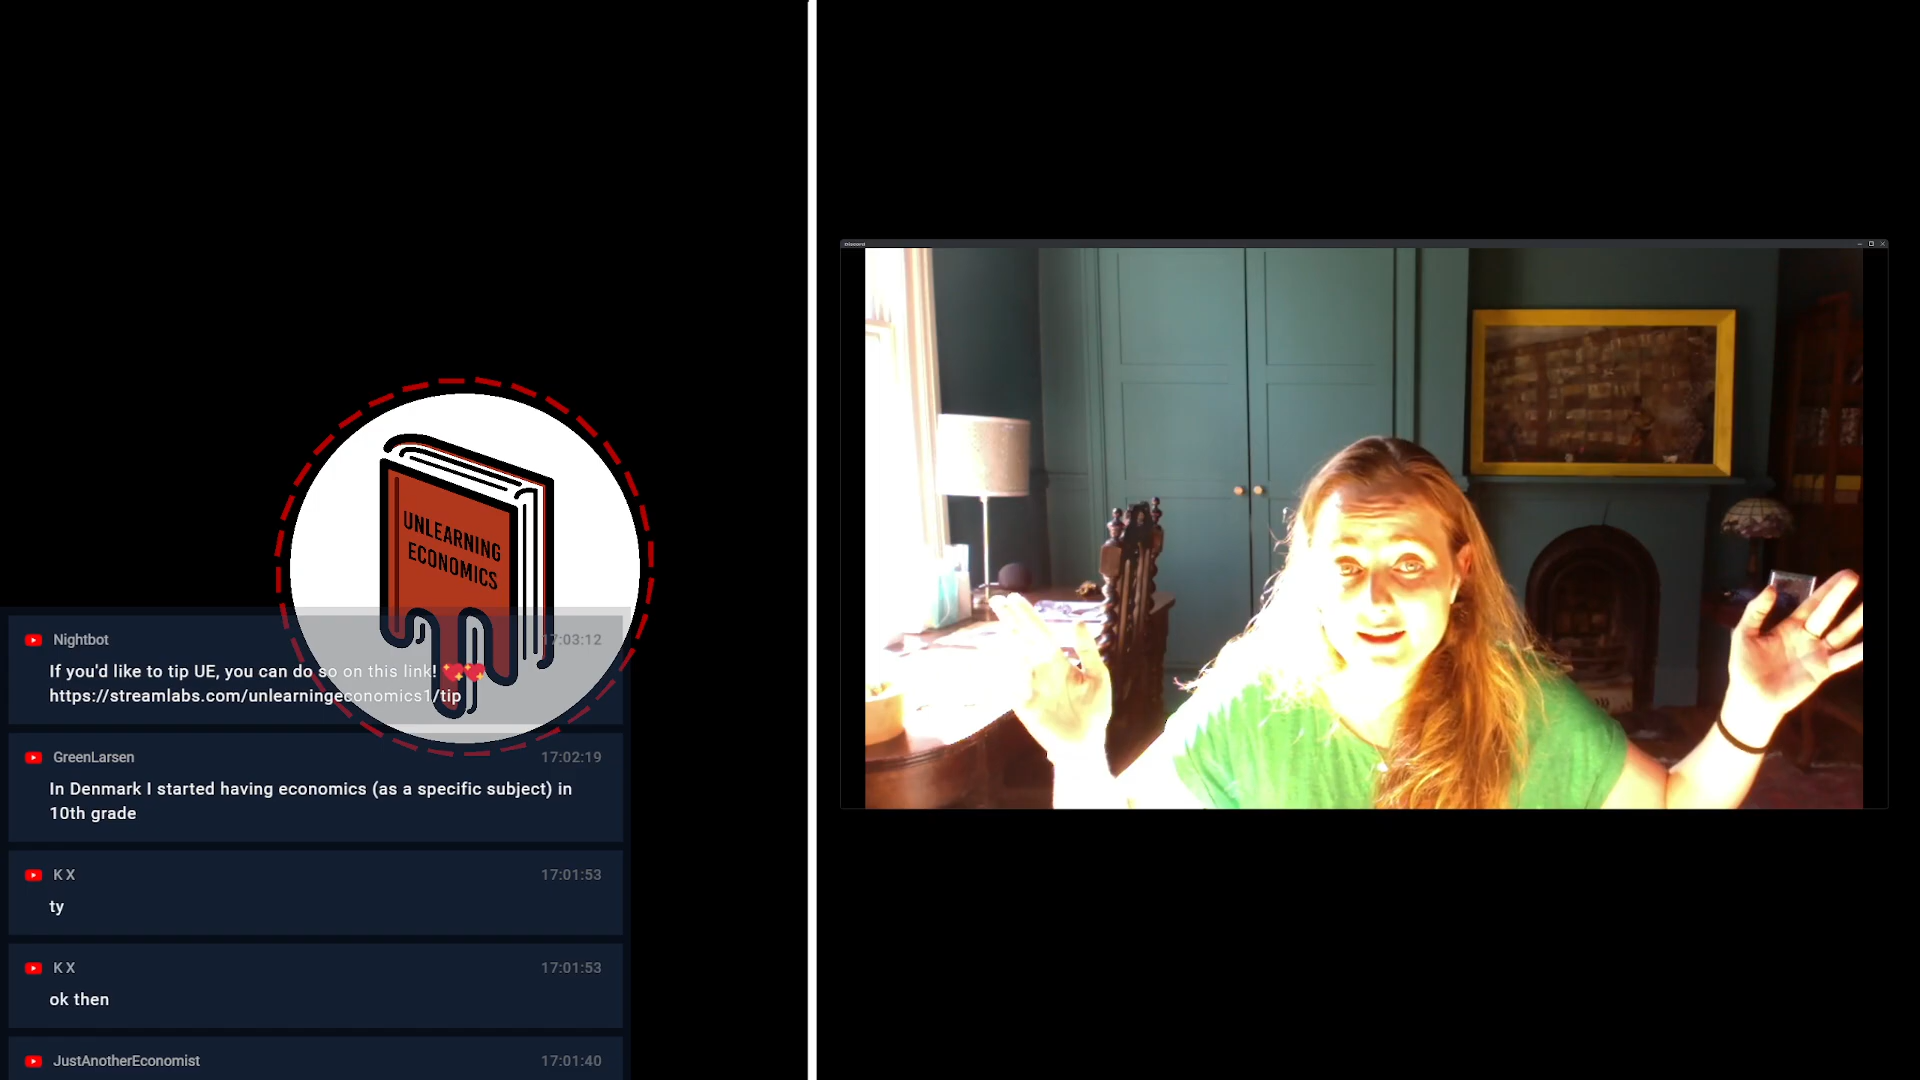 UNLEARNING
ECONOMICS
Nightbot
17:03:12
If you'd like to tip UE, you can do so on this link! 💖💖
https://streamlabs.com/unlearningeconomics1/tip
GreenLarsen
17:02:19
In Denmark I started having economics (as a specific subject) in
10th grade
K X
17:01:53
ty
K X
17:01:53
ok then
JustAnotherEconomist
17:01:40
Discord